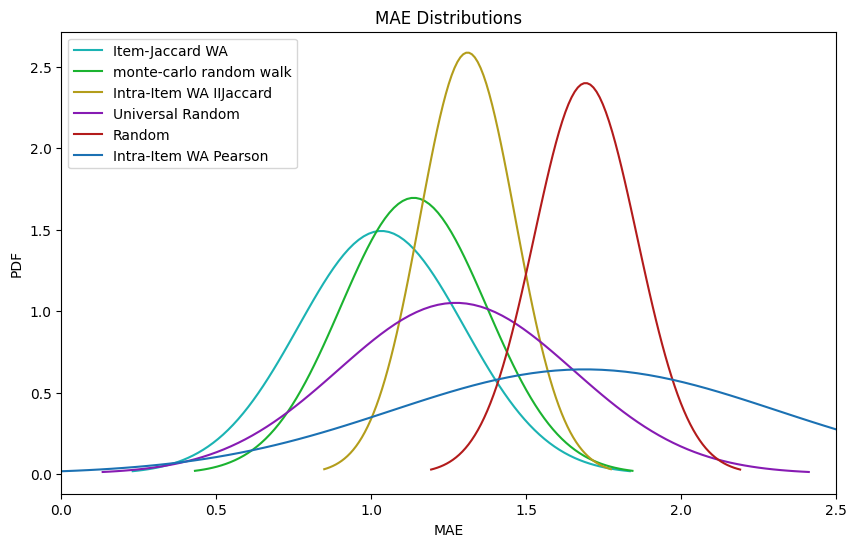 MAE Distributions
Item-Jaccard WA
monte-carlo random walk
Intra-Item WA IIJaccard
Universal Random
Random
Intra-Item WA Pearson
PDF
2.5
2.0
1.5
1.0
0.5
0.0
0.0 0.5 1.0 1.5 2.0 2.5
MAE